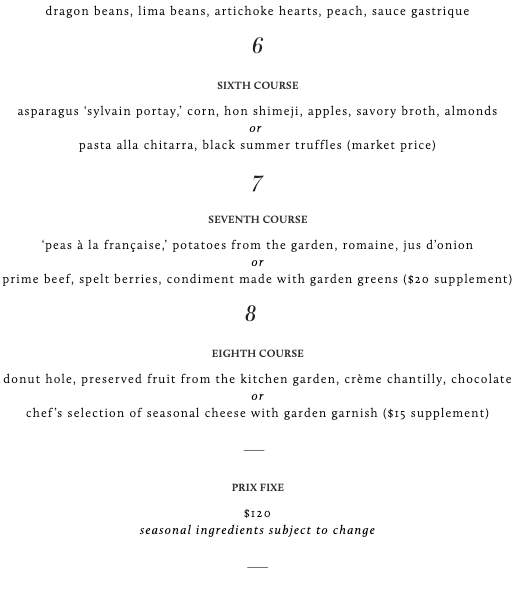 dragon beans, lima beans, artichoke hearts, peach, sauce gastrique
6
SIXTH COURSE
asparagus ‘sylvain portay,’ corn, hon shimeji, apples, savory broth, almonds
or
pasta alla chitarra, black summer truffles (market price)
7
SEVENTH COURSE
‘peas à la française,’ potatoes from the garden, romaine, jus d’onion
or
prime beef, spelt berries, condiment made with garden greens ($20 supplement)
8
EIGHTH COURSE
donut hole, preserved fruit from the kitchen garden, crème chantilly, chocolate
or
chef’s selection of seasonal cheese with garden garnish ($15 supplement)
PRIX FIXE
$120
seasonal ingredients subject to change